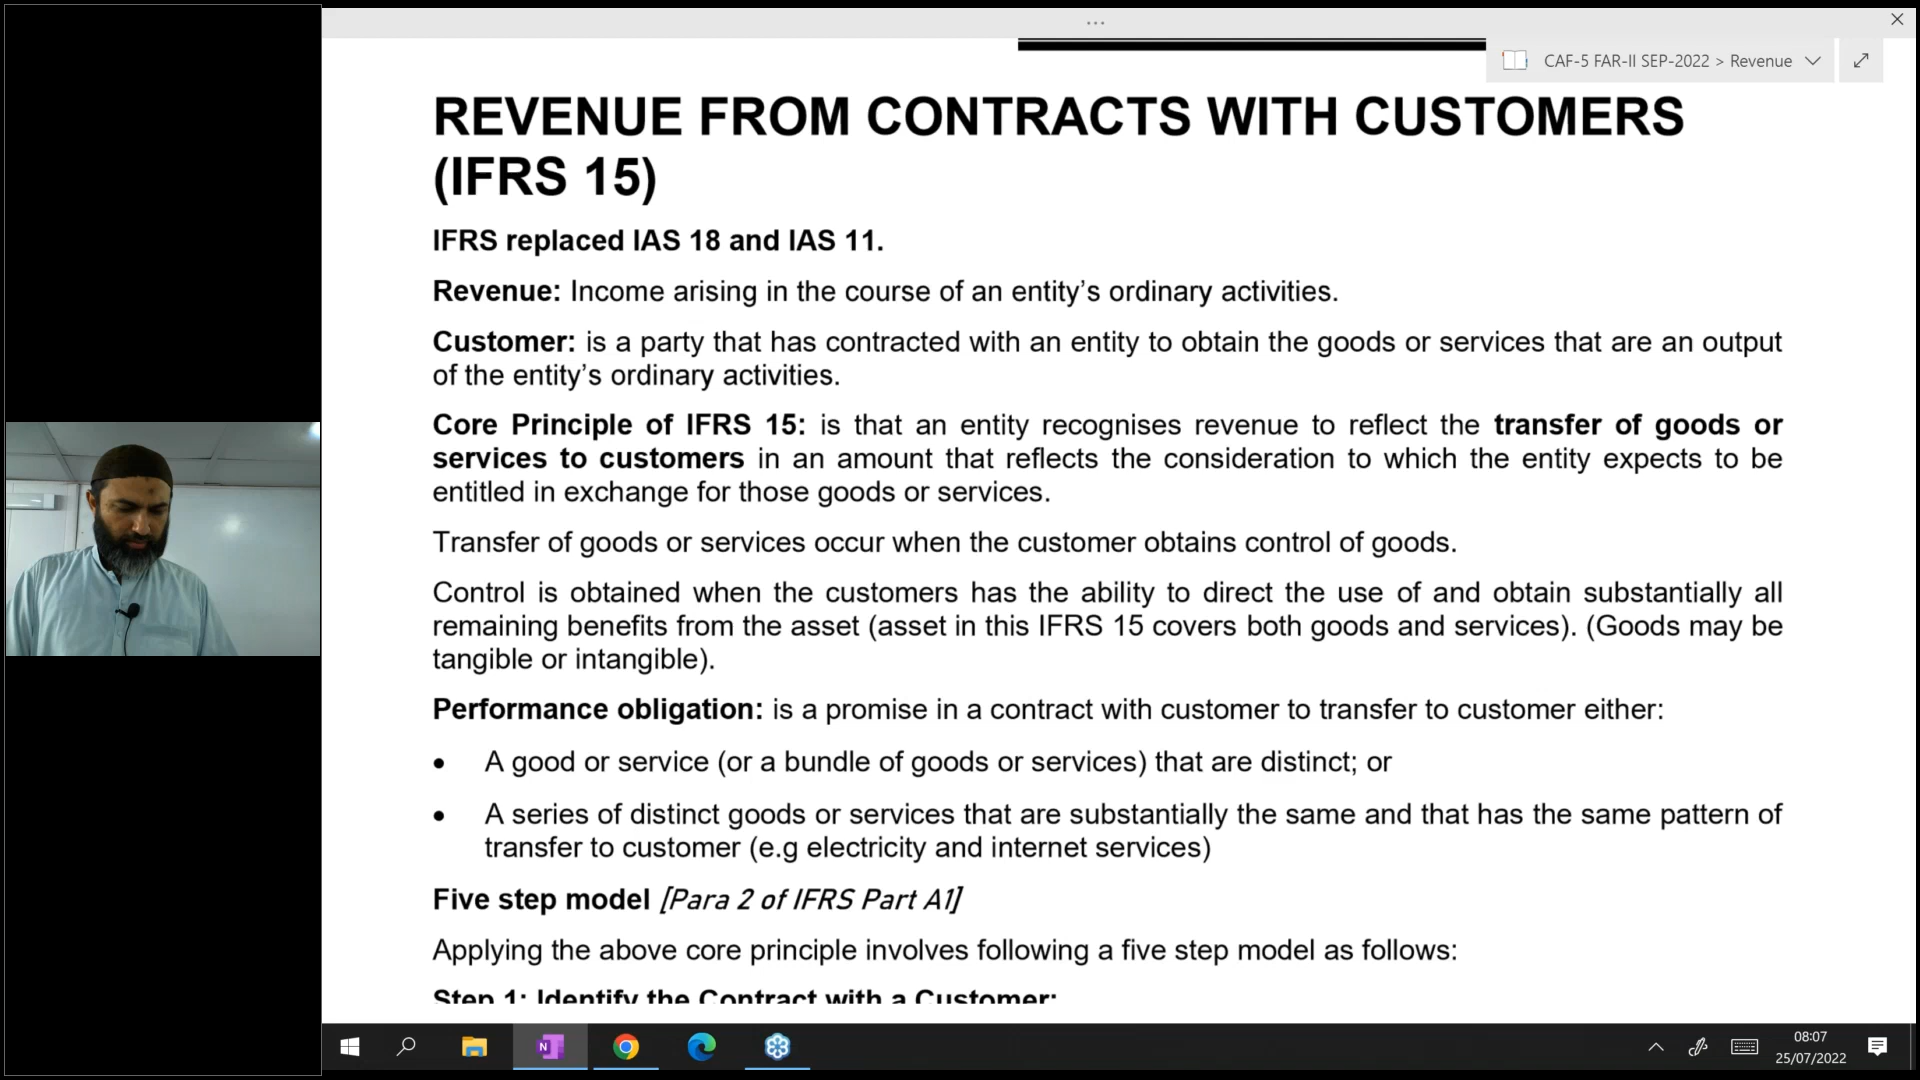 CAF-5 FAR-II SEP-2022 > Revenue
REVENUE FROM CONTRACTS WITH CUSTOMERS
(IFRS 15)
IFRS replaced IAS 18 and IAS 11.
Revenue: Income arising in the course of an entity’s ordinary activities.
Customer: is a party that has contracted with an entity to obtain the goods or services that are an output
of the entity’s ordinary activities.
Core Principle of IFRS 15: is that an entity recognises revenue to reflect the transfer of goods or
services to customers in an amount that reflects the consideration to which the entity expects to be
entitled in exchange for those goods or services.
Transfer of goods or services occur when the customer obtains control of goods.
Control is obtained when the customers has the ability to direct the use of and obtain substantially all
remaining benefits from the asset (asset in this IFRS 15 covers both goods and services). (Goods may be
tangible or intangible).
Performance obligation: is a promise in a contract with customer to transfer to customer either:
• A good or service (or a bundle of goods or services) that are distinct; or
• A series of distinct goods or services that are substantially the same and that has the same pattern of
transfer to customer (e.g electricity and internet services)
Five step model [Para 2 of IFRS Part A1]
Applying the above core principle involves following a five step model as follows:
Step 1: Identify the Contract with a Customer:
N
08:07
25/07/2022